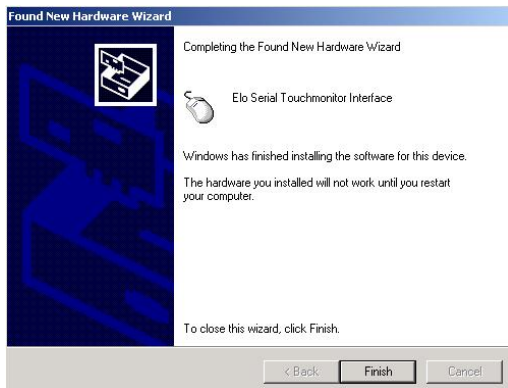 Found New Hardware Wizard
Completing the Found New Hardware Wizard
Elo Serial Touchmonitor Interface
Windows has finished installing the software for this device.
The hardware you installed will not work until you restart
your computer.
To close this wizard, click Finish.
< Back
Finish
Cancel